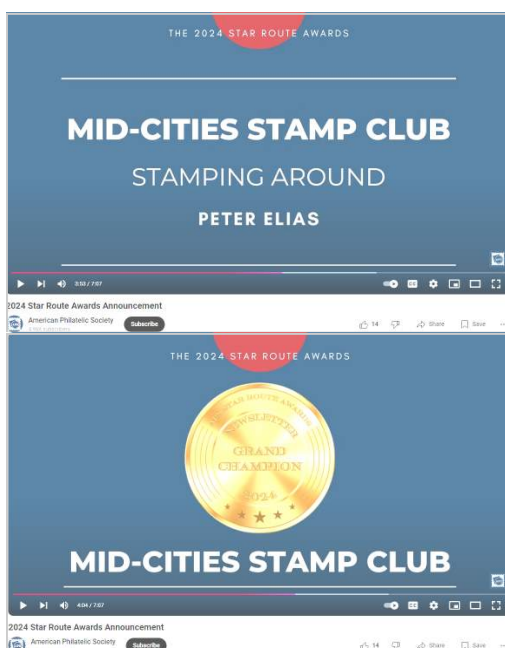 THE 2024 STAR ROUTE AWARDS
MID-CITIES STAMP CLUB
STAMPING AROUND
PETER ELIAS
3:53 / 7:07
2024 Star Route Awards Announcement
American Philatelic Society
Subscribe
14
Share
Save
THE 2024 STAR ROUTE AWARDS
STAR ROUTE AWARDS
NEWSLETTER
GRAND
CHAMPION
2024
MID-CITIES STAMP CLUB
4:04 / 7:07
2024 Star Route Awards Announcement
American Philatelic Society
Subscribe
14
Share
Save